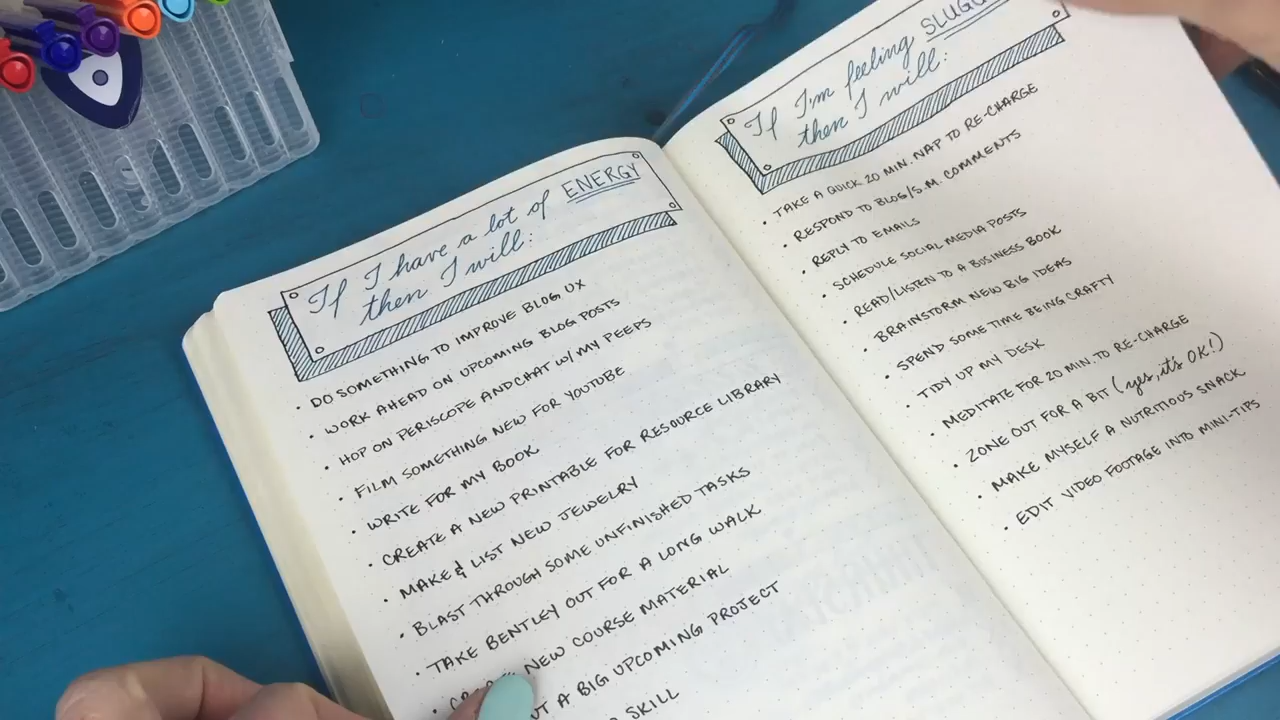 If I have a lot of ENERGY
then I will:
• DO SOMETHING TO IMPROVE BLOG UX
• WORK AHEAD ON UPCOMING BLOG POSTS
• HOP ON PERISCOPE AND CHAT W/ MY PEEPS
• FILM SOMETHING NEW FOR YOUTUBE
• WRITE FOR MY BOOK
• CREATE A NEW PRINTABLE FOR RESOURCE LIBRARY
• MAKE & LIST NEW JEWELRY
• BLAST THROUGH SOME UNFINISHED TASKS
• TAKE BENTLEY OUT FOR A LONG WALK
• NEW COURSE MATERIAL
A BIG UPCOMING PROJECT
SKILL
If I'm feeling
then I will:
• TAKE A QUICK 20 MIN. NAP TO RE-CHARGE
• RESPOND TO BLOG/S.M. COMMENTS
• REPLY TO EMAILS
• SCHEDULE SOCIAL MEDIA POSTS
• READ/LISTEN TO A BUSINESS BOOK
• BRAINSTORM NEW BIG IDEAS
• SPEND SOME TIME BEING CRAFTY
• TIDY UP MY DESK
• MEDITATE FOR 20 MIN. TO RE-CHARGE
• ZONE OUT FOR A BIT (yes, it's OK!)
• MAKE MYSELF A NUTRITIOUS SNACK
• EDIT VIDEO FOOTAGE INTO MINI-TIPS